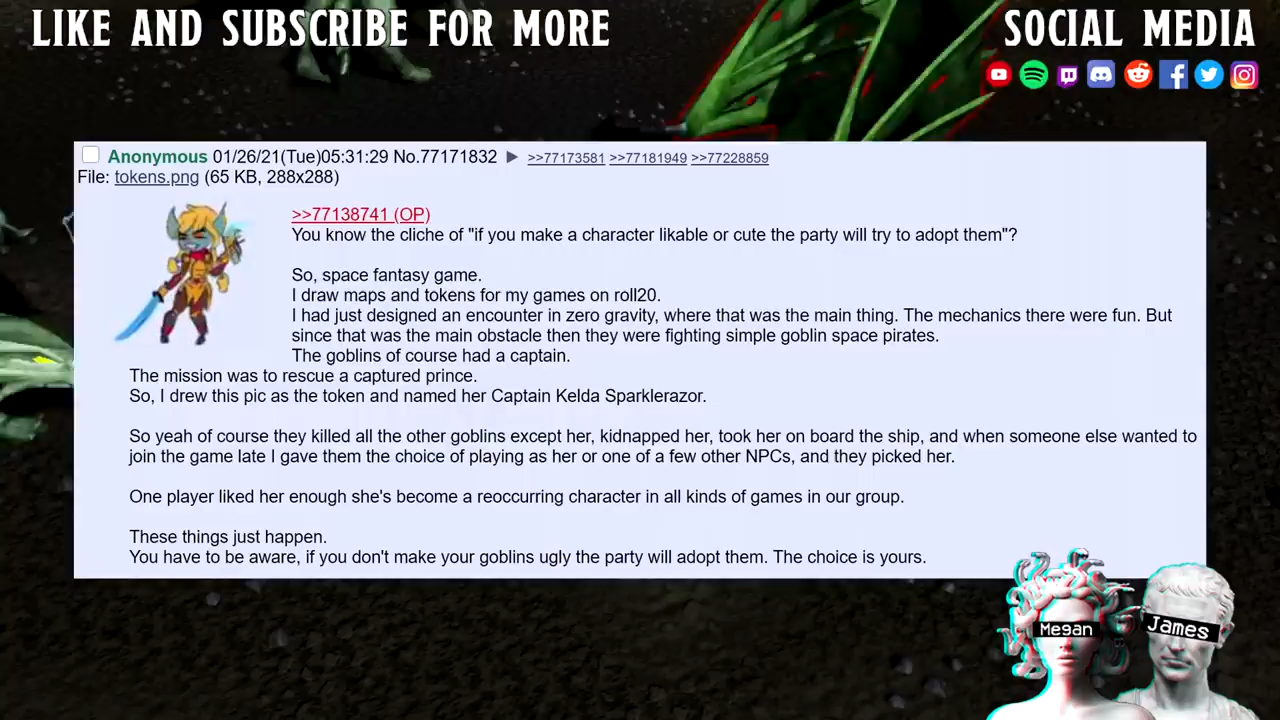 LIKE AND SUBSCRIBE FOR MORE
SOCIAL MEDIA
Anonymous 01/26/21(Tue)05:31:29 No.77171832 ▶ >>77173581 >>77181949 >>77228859
File: tokens.png (65 KB, 288x288)
>>77138741 (OP)
You know the cliche of "if you make a character likable or cute the party will try to adopt them"?
So, space fantasy game.
I draw maps and tokens for my games on roll20.
I had just designed an encounter in zero gravity, where that was the main thing. The mechanics there were fun. But
since that was the main obstacle then they were fighting simple goblin space pirates.
The goblins of course had a captain.
The mission was to rescue a captured prince.
So, I drew this pic as the token and named her Captain Kelda Sparklerazor.
So yeah of course they killed all the other goblins except her, kidnapped her, took her on board the ship, and when someone else wanted to
join the game late I gave them the choice of playing as her or one of a few other NPCs, and they picked her.
One player liked her enough she's become a reoccurring character in all kinds of games in our group.
These things just happen.
You have to be aware, if you don't make your goblins ugly the party will adopt them. The choice is yours.
Megan
James